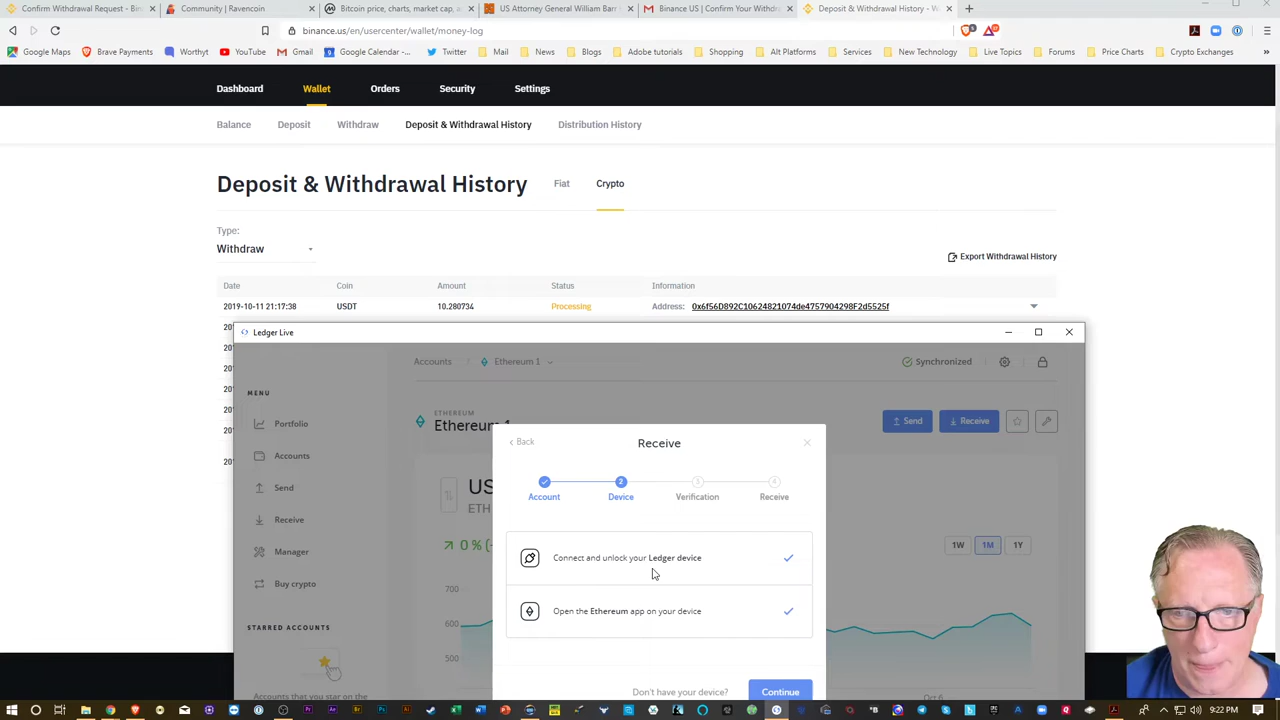 Confirm Withdrawal Request - Bin
Community | Ravencoin
Bitcoin price, charts, market cap, a
US Attorney General William Barr
Binance US | Confirm Your Withdr
Deposit & Withdrawal History - W
binance.us/en/usercenter/wallet/money-log
Google Maps
Brave Payments
Worthyt
YouTube
Gmail
Google Calendar -...
Twitter
Mail
News
Blogs
Adobe tutorials
Shopping
Alt Platforms
Services
New Technology
Live Topics
Forums
Price Charts
Crypto Exchanges
Dashboard
Wallet
Orders
Security
Settings
Balance
Deposit
Withdraw
Deposit & Withdrawal History
Distribution History
Deposit & Withdrawal History
Fiat
Crypto
Type:
Withdraw
Export Withdrawal History
Date
Coin
Amount
Status
Information
2019-10-11 21:17:38
USDT
10.280734
Processing
Address: 0x6f56D892C10624821074de4757904298F2d5525f
Ledger Live
Accounts / Ethereum 1
Synchronized
MENU
ETHEREUM
Ethereum 1
Send
Receive
Portfolio
Accounts
Send
Receive
Manager
Buy crypto
STARRED ACCOUNTS
Accounts that you star on the
US
ETH
0 % (-
1W
1M
1Y
700
600
500
Oct 6
Back
Receive
2
3
4
Account
Device
Verification
Receive
Connect and unlock your Ledger device
Open the Ethereum app on your device
Don't have your device?
Continue
9:22 PM